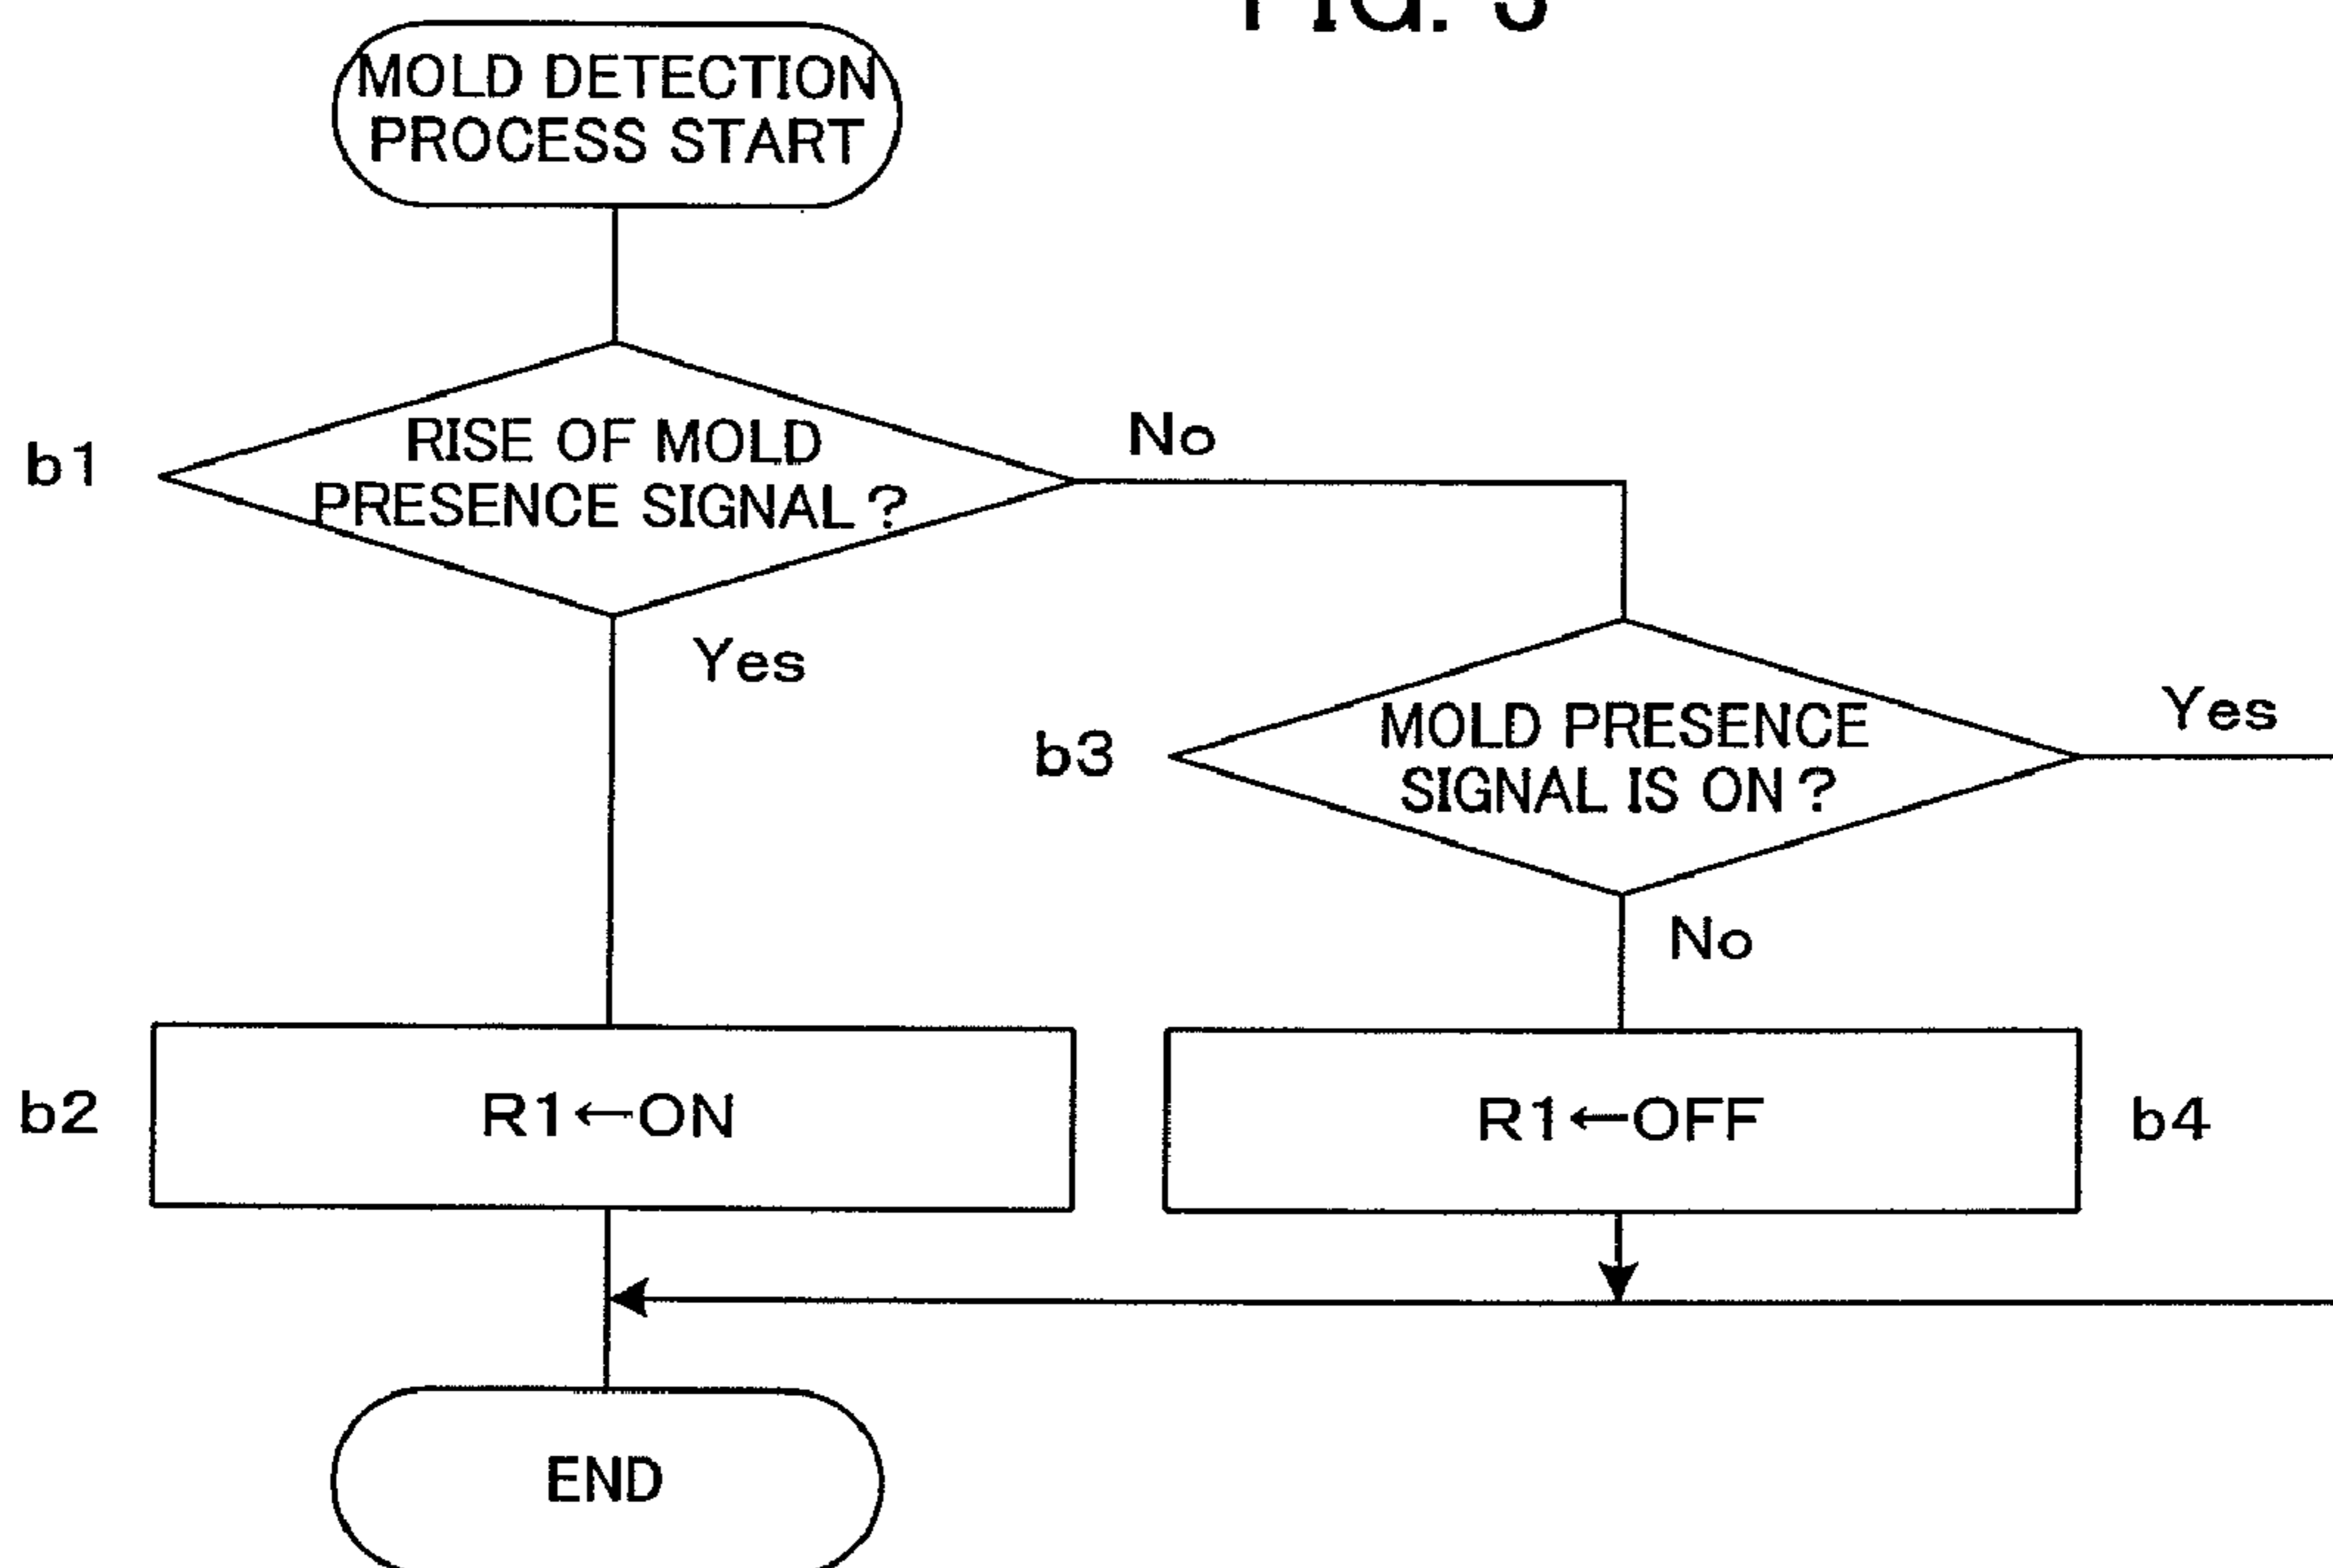 MOLD DETECTION
PROCESS START
b1
RISE OF MOLD
PRESENCE SIGNAL ?
No
Yes
b3
MOLD PRESENCE
SIGNAL IS ON ?
Yes
No
b2
R1←ON
R1←OFF
b4
END